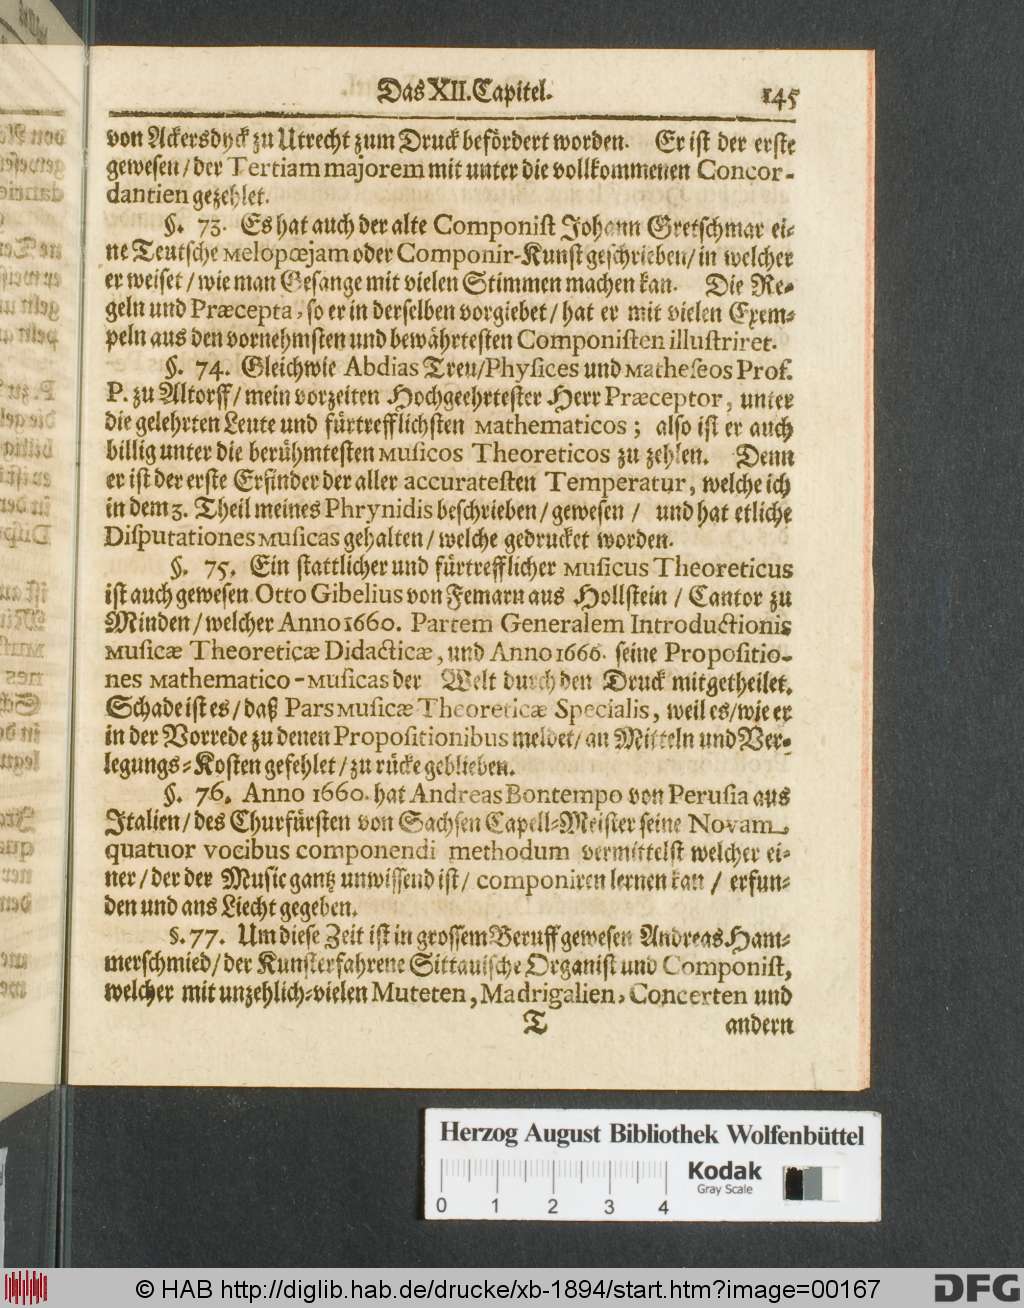 Das XII. Capitel. 145
von Ackersdyck zu Utrecht zum Druck befördert worden. Er ist der erste
gewesen / der Tertiam majorem mit unter die vollkommenen Concor-
dantien gezehlet.
§. 73. Es hat auch der alte Componist Johann Gretschmar ei-
ne Teutsche Melopœjam oder Componir-Kunst geschrieben / in welcher
er weiset / wie man Gesange mit vielen Stimmen machen kan. Die Re-
geln und Præcepta, so er in derselben vorgiebet / hat er mit vielen Exem-
peln aus den vornehmsten und bewährtesten Componisten illustriret.
§. 74. Gleichwie Abdias Treu / Physices und Matheseos Prof.
P. zu Altorff / mein vorzeiten Hochgeehrtester Herr Præceptor, unter
die gelehrten Leute und fürtrefflichsten Mathematicos; also ist er auch
billig unter die berühmtesten Musicos Theoreticos zu zehlen. Denn
er ist der erste Erfinder der aller accuratesten Temperatur, welche ich
in dem 3. Theil meines Phrynidis beschrieben / gewesen / und hat etliche
Disputationes Musicas gehalten / welche gedrucket worden.
§. 75. Ein stattlicher und fürtrefflicher Musicus Theoreticus
ist auch gewesen Otto Gibelius von Femarn aus Hollstein / Cantor zu
Minden / welcher Anno 1660. Partem Generalem Introductionis
Musicæ Theoreticæ Didacticæ, und Anno 1666. seine Propositio-
nes Mathematico-Musicas der Welt durch den Druck mitgetheilet.
Schade ist es / daß Pars Musicæ Theoreticæ Specialis, weil es / wie er
in der Vorrede zu denen Propositionibus meldet / an Mitteln und Ver-
legungs-Kosten gefehlet / zu rücke geblieben.
§. 76. Anno 1660. hat Andreas Bontempo von Perusia aus
Italien / des Churfürsten von Sachsen Capell-Meister seine Novam
quatuor vocibus componendi methodum vermittelst welcher ei-
ner / der der Music gantz unwissend ist / componiren lernen kan / erfun-
den und ans Liecht gegeben.
§. 77. Um diese Zeit ist in grossem Beruff gewesen Andreas Ham-
merschmied / der Kunsterfahrene Sittauische Organist und Componist,
welcher mit unzehlich-vielen Muteten, Madrigalien, Concerten und
T andern
Herzog August Bibliothek Wolfenbüttel
Kodak
Gray Scale
0 1 2 3 4
© HAB http://diglib.hab.de/drucke/xb-1894/start.htm?image=00167
DFG